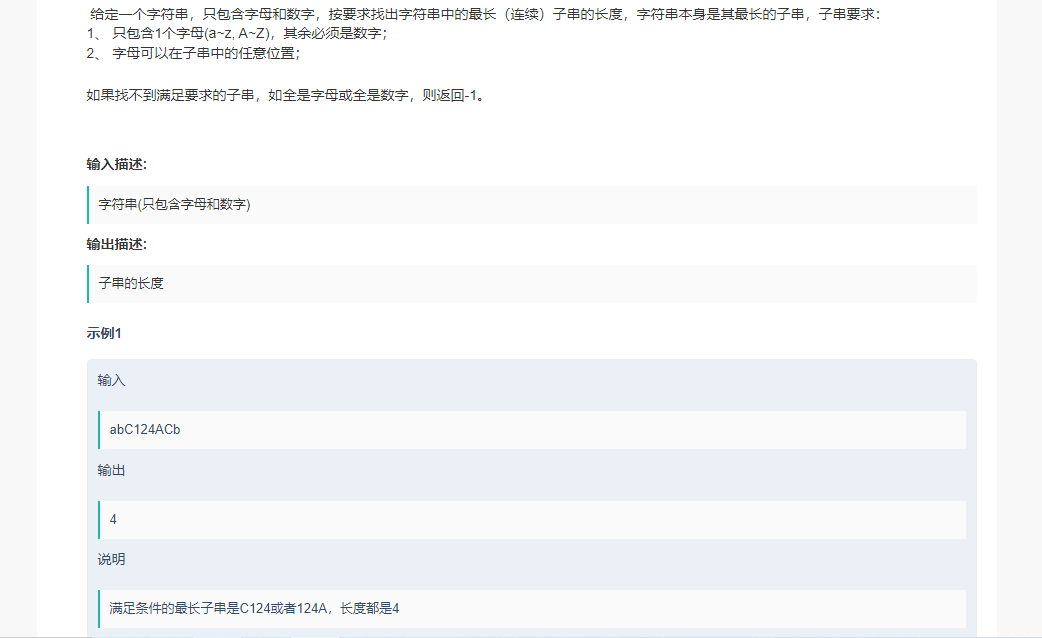 给定一个字符串，只包含字母和数字，按要求找出字符串中的最长（连续）子串的长度，字符串本身是其最长的子串，子串要求：
1、 只包含1个字母(a~z, A~Z)，其余必须是数字；
2、 字母可以在子串中的任意位置；
如果找不到满足要求的子串，如全是字母或全是数字，则返回-1。
输入描述:
字符串(只包含字母和数字)
输出描述:
子串的长度
示例1
输入
abC124ACb
输出
4
说明
满足条件的最长子串是C124或者124A，长度都是4